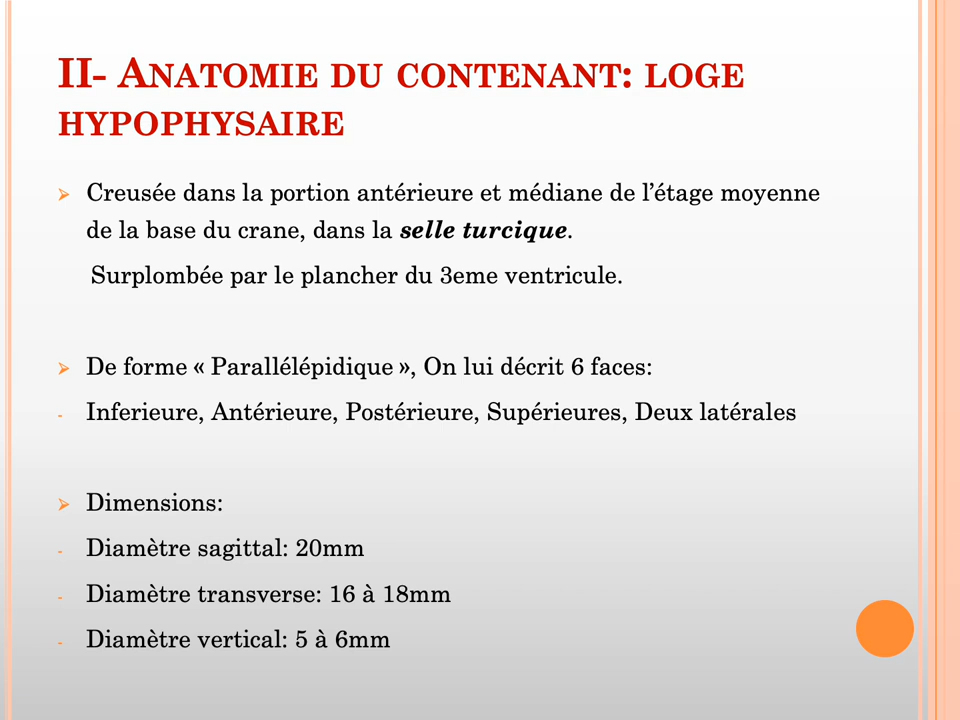 II- ANATOMIE DU CONTENANT: LOGE
HYPOPHYSAIRE
Creusée dans la portion antérieure et médiane de l’étage moyenne
de la base du crane, dans la selle turcique.
Surplombée par le plancher du 3eme ventricule.
De forme « Parallélépidique », On lui décrit 6 faces:
- Inferieure, Antérieure, Postérieure, Supérieures, Deux latérales
Dimensions:
- Diamètre sagittal: 20mm
- Diamètre transverse: 16 à 18mm
- Diamètre vertical: 5 à 6mm